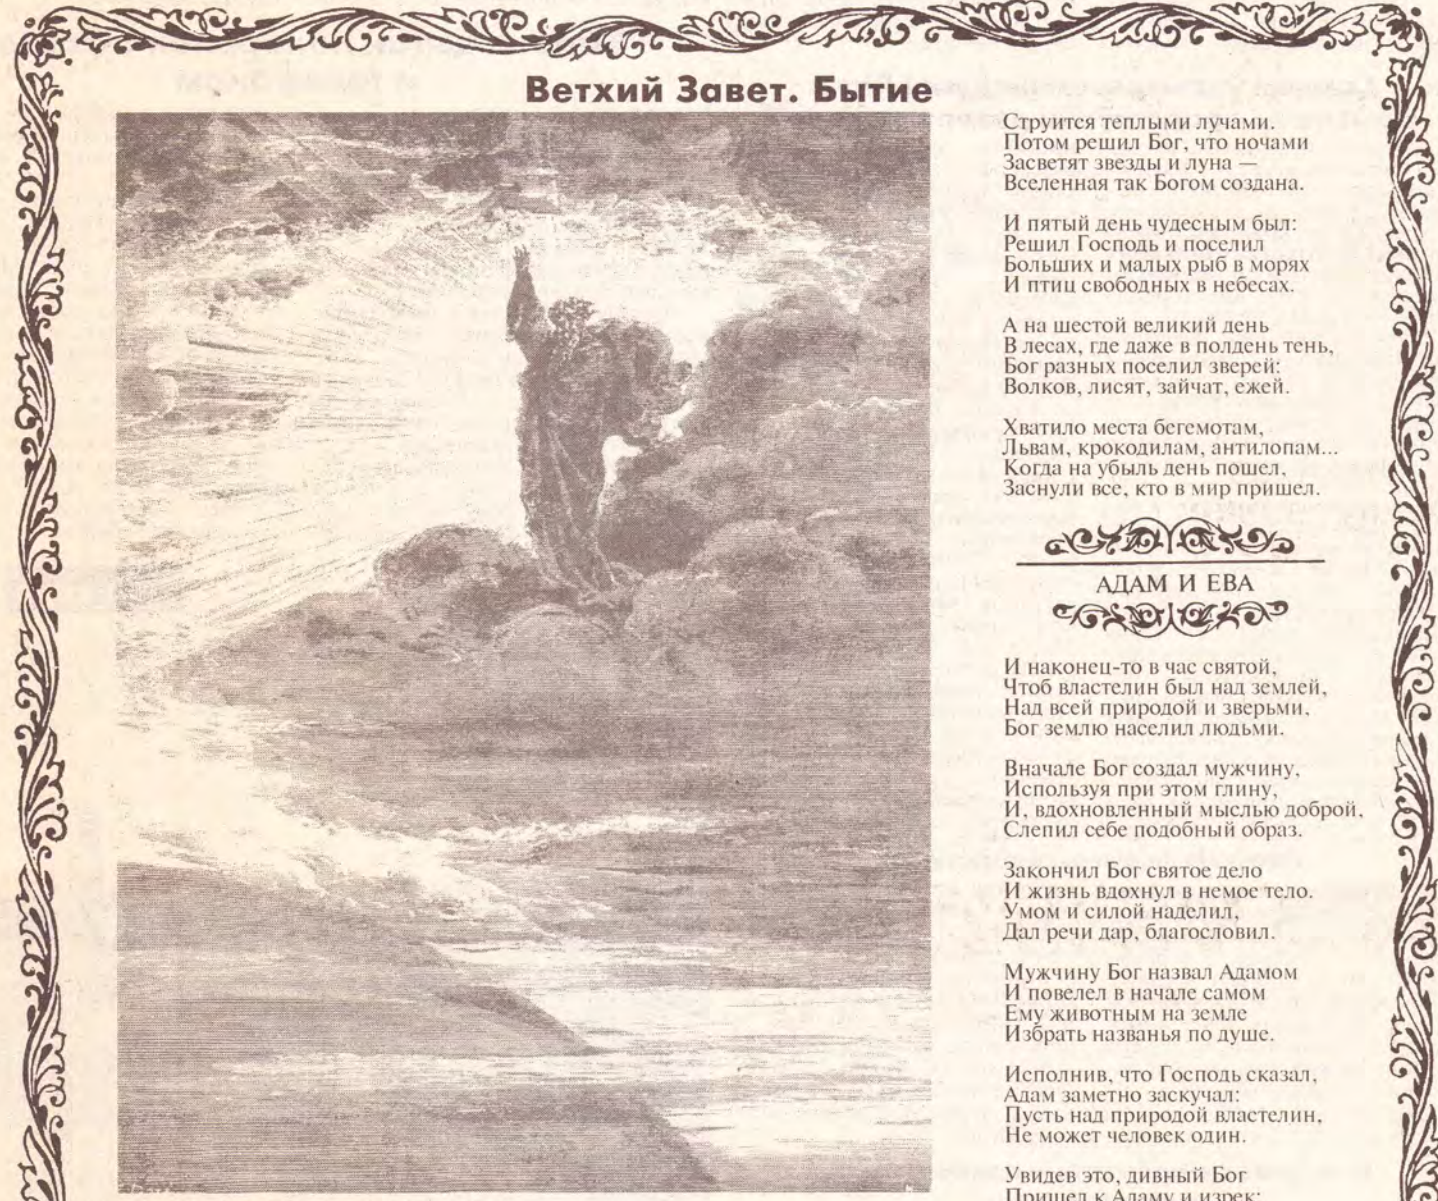 Ветхий Завет. Бытие
Струится теплыми лучами.
Потом решил Бог, что ночами
Засветят звезды и луна —
Вселенная так Богом создана.
И пятый день чудесным был:
Решил Господь и поселил
Больших и малых рыб в морях
И птиц свободных в небесах.
А на шестой великий день
В лесах, где даже в полдень тень,
Бог разных поселил зверей:
Волков, лисят, зайчат, ежей.
Хватило места бегемотам,
Львам, крокодилам, антилопам...
Когда на убыль день пошел,
Заснули все, кто в мир пришел.
АДАМ И ЕВА
И наконец-то в час святой,
Чтоб властелин был над землей,
Над всей природой и зверьми,
Бог землю населил людьми.
Вначале Бог создал мужчину,
Используя при этом глину,
И, вдохновленный мыслью доброй,
Слепил себе подобный образ.
Закончил Бог святое дело
И жизнь вдохнул в немое тело.
Умом и силой наделил,
Дал речи дар, благословил.
Мужчину Бог назвал Адамом
И повелел в начале самом
Ему животным на земле
Избрать названья по душе.
Исполнив, что Господь сказал,
Адам заметно заскучал:
Пусть над природой властелин,
Не может человек один.
Увидев это, дивный Бог
Пришел к Адаму и изрек: